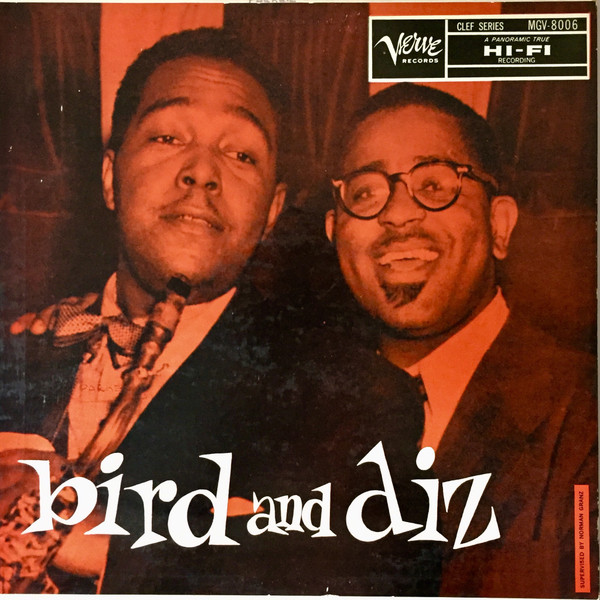 Verve
RECORDS
CLEF SERIES MGV-8006
A PANORAMIC TRUE
HI-FI
RECORDING
bird and diz
SUPERVISED BY NORMAN GRANZ